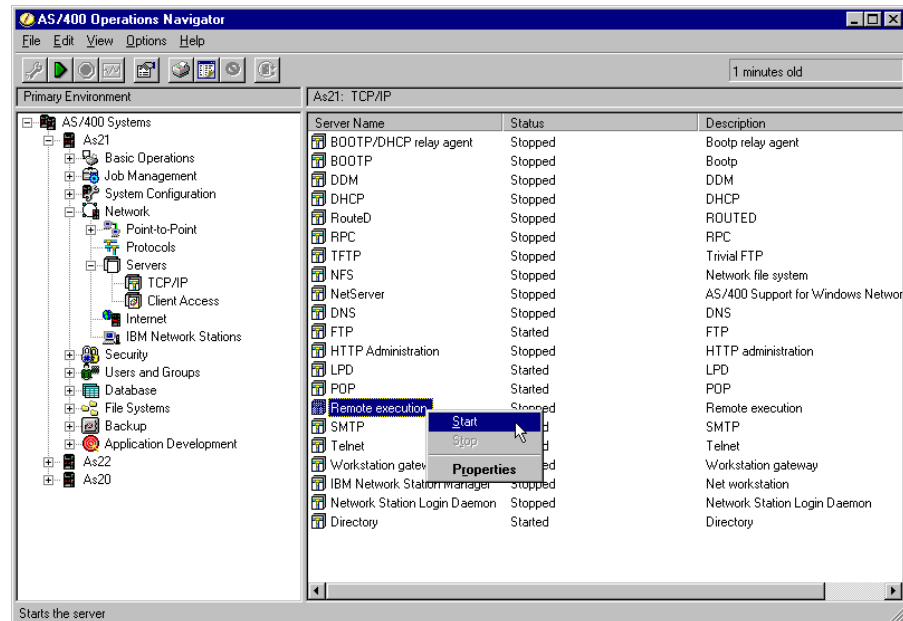 AS/400 Operations Navigator
File Edit View Options Help
1 minutes old
Primary Environment
As21: TCP/IP
AS/400 Systems
As21
Basic Operations
Job Management
System Configuration
Network
Point-to-Point
Protocols
Servers
TCP/IP
Client Access
Internet
IBM Network Stations
Security
Users and Groups
Database
File Systems
Backup
Application Development
As22
As20
Server Name Status Description
BOOTP/DHCP relay agent Stopped Bootp relay agent
BOOTP Stopped Bootp
DDM Stopped DDM
DHCP Stopped DHCP
RouteD Stopped ROUTED
RPC Stopped RPC
TFTP Stopped Trivial FTP
NFS Stopped Network file system
NetServer Stopped AS/400 Support for Windows Networ
DNS Stopped DNS
FTP Started FTP
HTTP Administration Stopped HTTP administration
LPD Started LPD
POP Started POP
Remote execution Stopped Remote execution
SMTP d SMTP
Telnet d Telnet
Workstation gatew ed Workstation gateway
IBM Network Station Manager Stopped Net workstation
Network Station Login Daemon Stopped Network Station Login Daemon
Directory Started Directory
Start
Stop
Properties
Starts the server